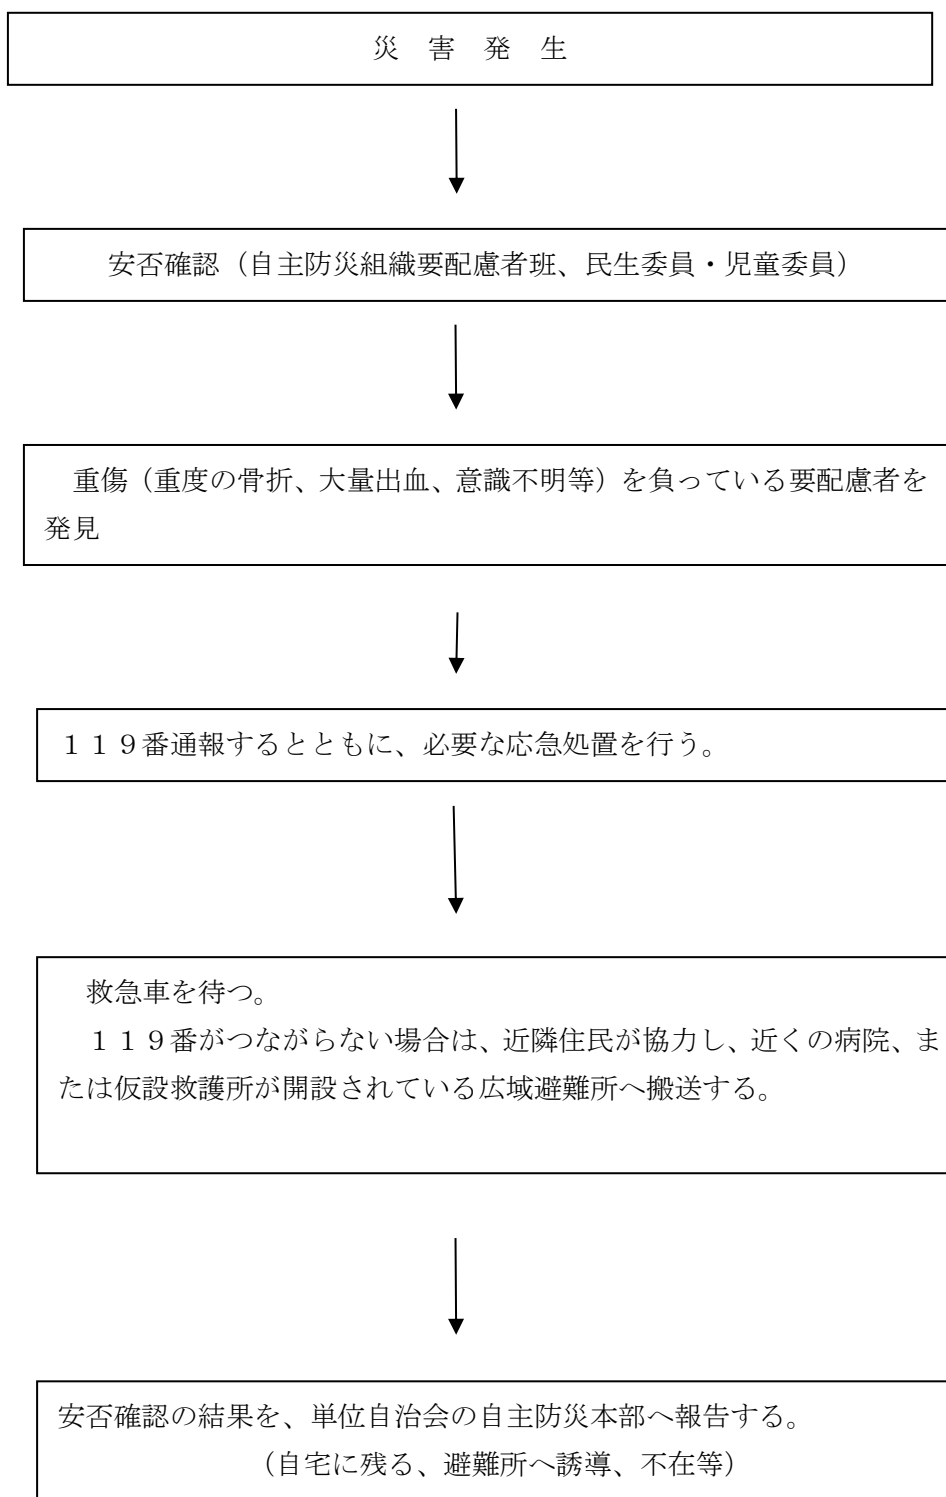 災　害　発　生
安否確認（自主防災組織要配慮者班、民生委員・児童委員）
重傷（重度の骨折、大量出血、意識不明等）を負っている要配慮者を
発見
１１９番通報するとともに、必要な応急処置を行う。
救急車を待つ。
１１９番がつながらない場合は、近隣住民が協力し、近くの病院、ま
たは仮設救護所が開設されている広域避難所へ搬送する。
安否確認の結果を、単位自治会の自主防災本部へ報告する。
（自宅に残る、避難所へ誘導、不在等）